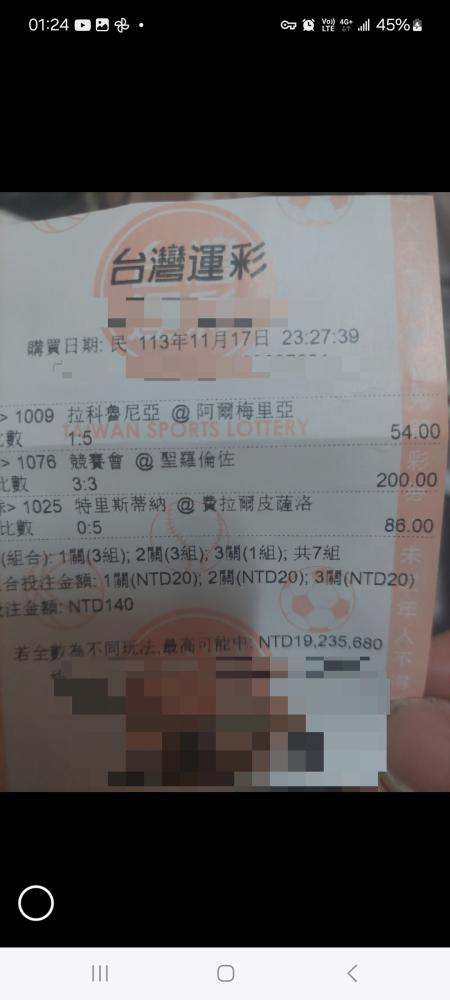 01:24
Vo)) LTE 4G+ 45%
台灣運彩
購買日期: 民 113年11月17日 23:27:39
> 1009 拉科魯尼亞 @ 阿爾梅里亞
TAIWAN SPORTS LOTTERY
比數 1:5 54.00
> 1076 競賽會 @ 聖羅倫佐
比數 3:3 200.00
> 1025 特里斯蒂納 @ 費拉爾皮薩洛
比數 0:5 86.00
(組合): 1關(3組); 2關(3組); 3關(1組); 共7組
合投注金額: 1關(NTD20); 2關(NTD20); 3關(NTD20)
投注金額: NTD140
若全數為不同玩法,最高可能中: NTD19,235,680